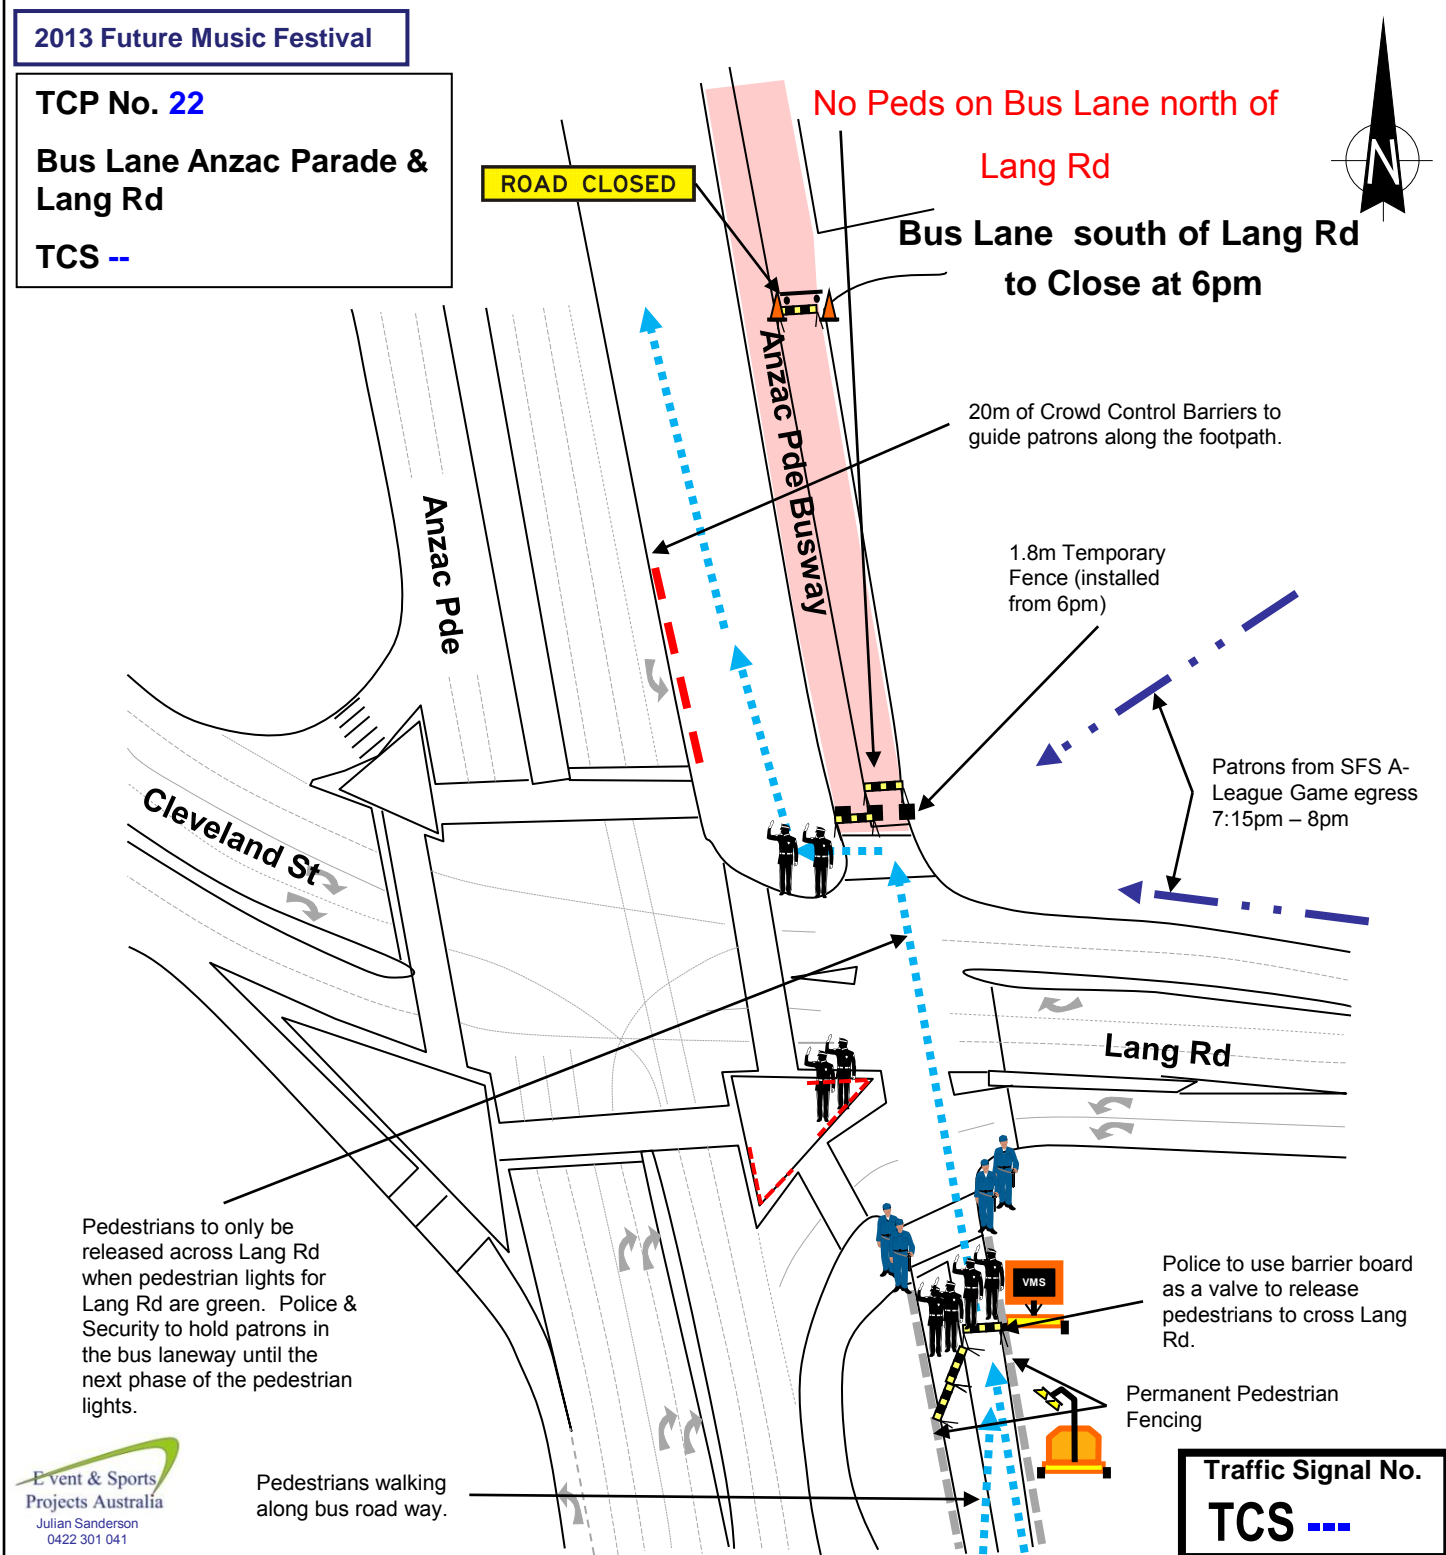 2013 Future Music Festival
TCP No. 22
Bus Lane Anzac Parade &
Lang Rd
TCS --
ROAD CLOSED
No Peds on Bus Lane north of
Lang Rd
N
Bus Lane south of Lang Rd
to Close at 6pm
Anzac Pde Busway
20m of Crowd Control Barriers to
guide patrons along the footpath.
Anzac Pde
1.8m Temporary
Fence (installed
from 6pm)
Patrons from SFS A-
League Game egress
7:15pm – 8pm
Cleveland St
Lang Rd
Pedestrians to only be
released across Lang Rd
when pedestrian lights for
Lang Rd are green. Police &
Security to hold patrons in
the bus laneway until the
next phase of the pedestrian
lights.
VMS
Police to use barrier board
as a valve to release
pedestrians to cross Lang
Rd.
Permanent Pedestrian
Fencing
Event & Sports
Projects Australia
Julian Sanderson
0422 301 041
Pedestrians walking
along bus road way.
Traffic Signal No.
TCS ---